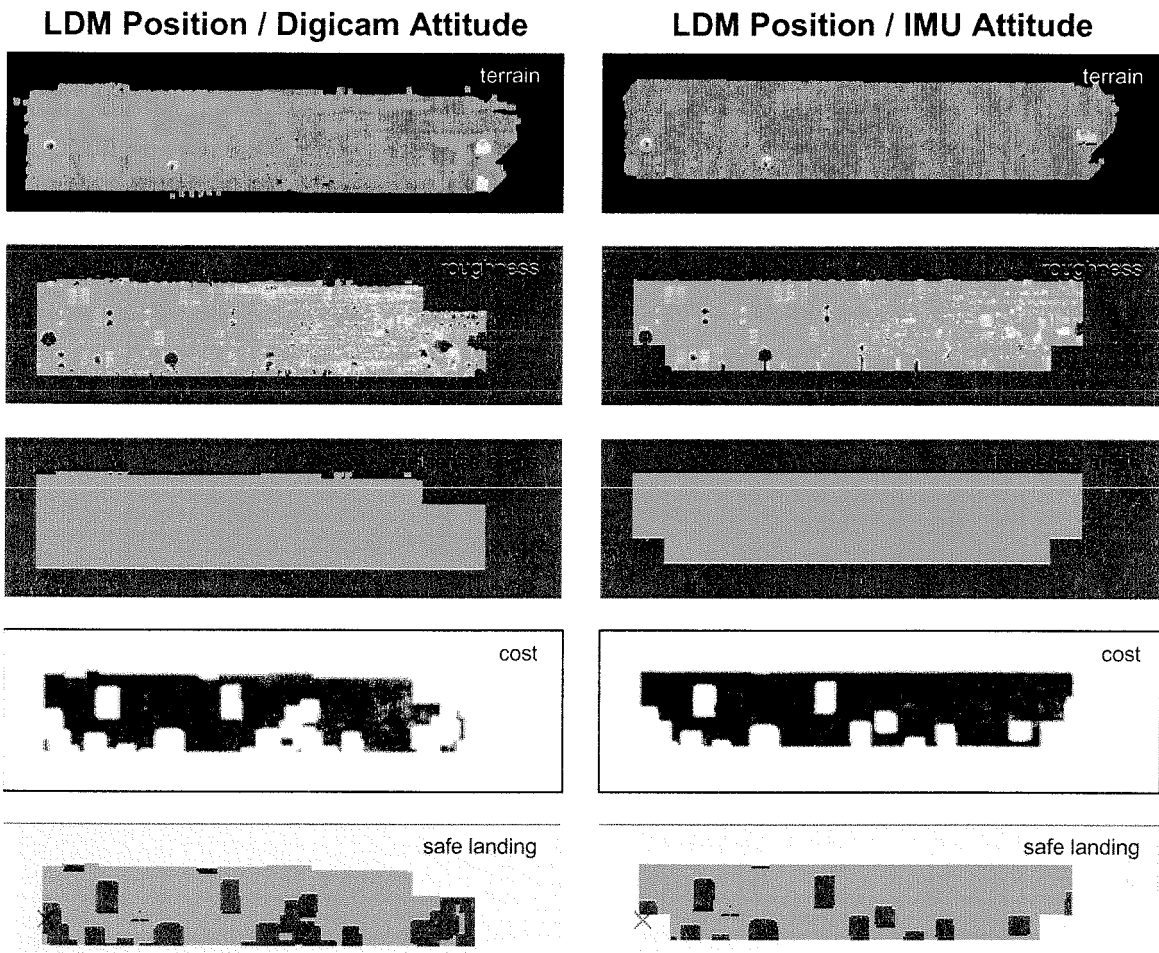 LDM Position / Digicam Attitude
LDM Position / IMU Attitude
terrain
terrain
roughness
roughness
cost
cost
safe landing
safe landing